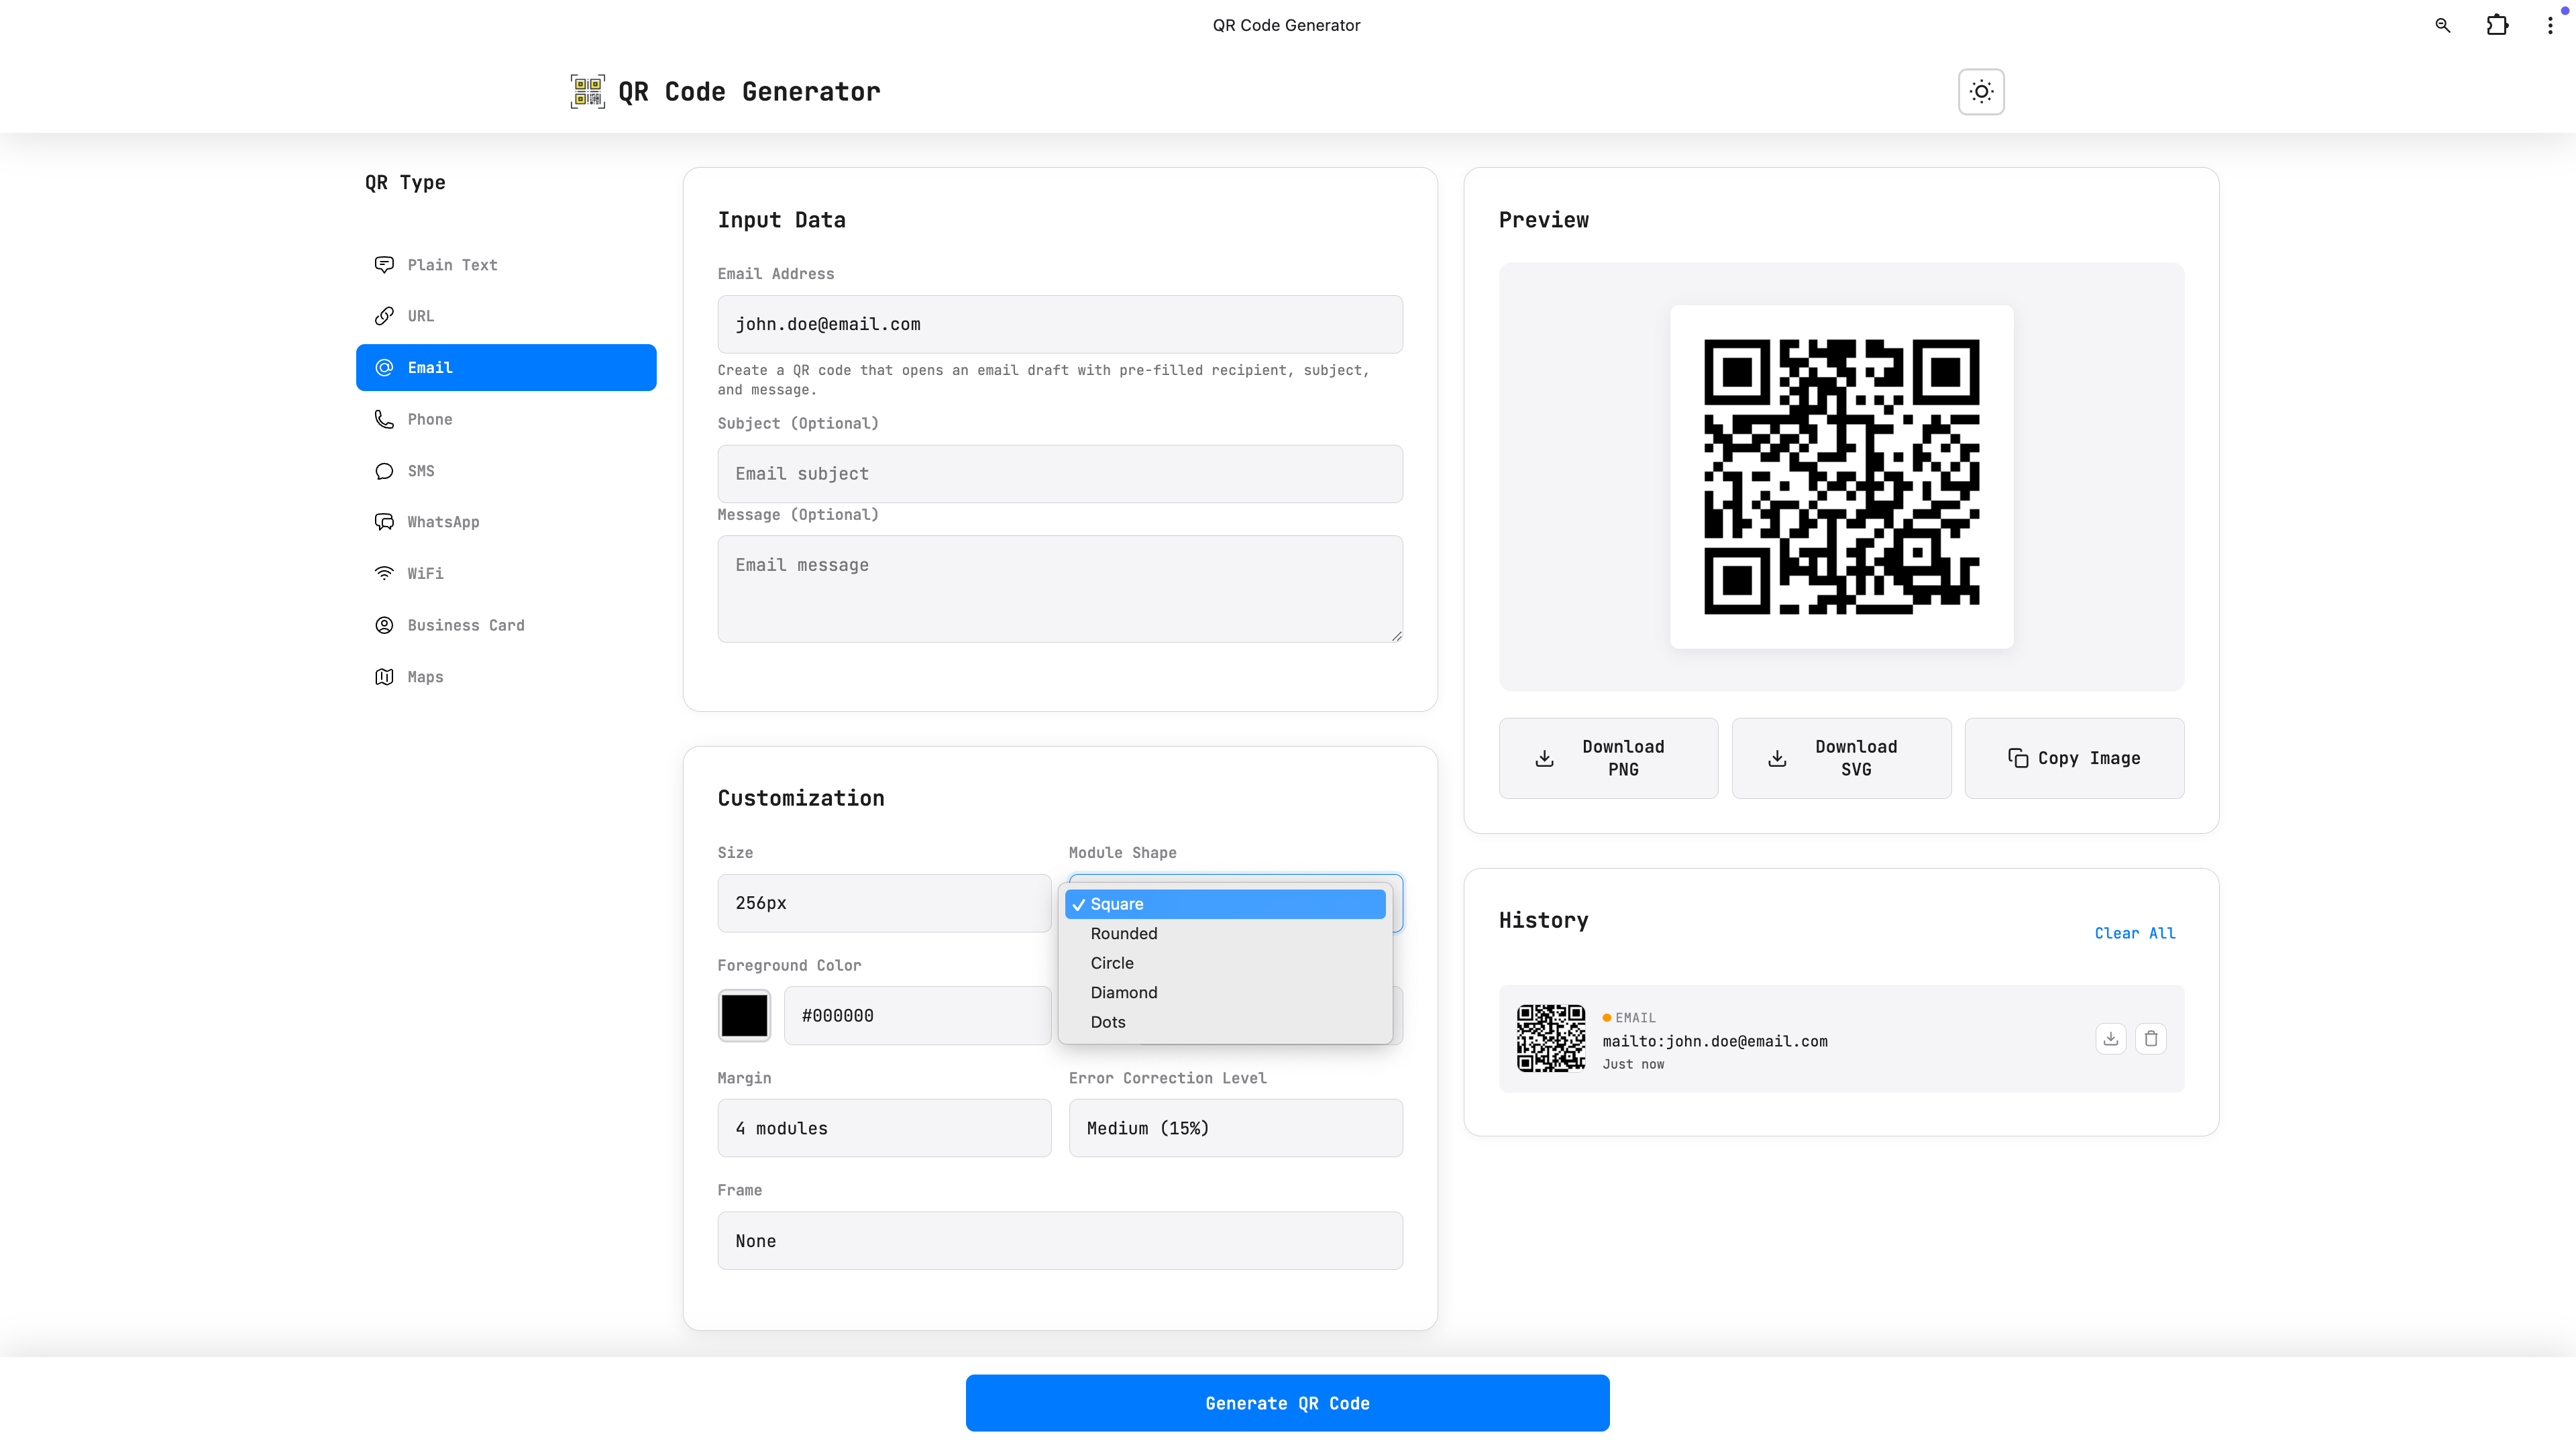 QR Code Generator
QR Code Generator
QR Type
Plain Text
URL
Email
Phone
SMS
WhatsApp
WiFi
Business Card
Maps
Input Data
Email Address
john.doe@email.com
Create a QR code that opens an email draft with pre-filled recipient, subject,
and message.
Subject (Optional)
Email subject
Message (Optional)
Email message
Customization
Size
256px
Module Shape
Square
Rounded
Circle
Diamond
Dots
Foreground Color
#000000
Margin
4 modules
Error Correction Level
Medium (15%)
Frame
None
Preview
Download
PNG
Download
SVG
Copy Image
History
Clear All
EMAIL
mailto:john.doe@email.com
Just now
Generate QR Code